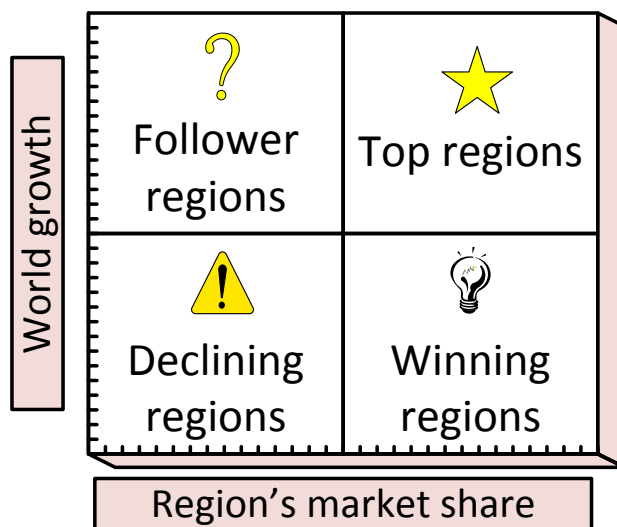 World growth
?
Follower
regions
Top regions
!
Declining
regions
Winning
regions
Region's market share